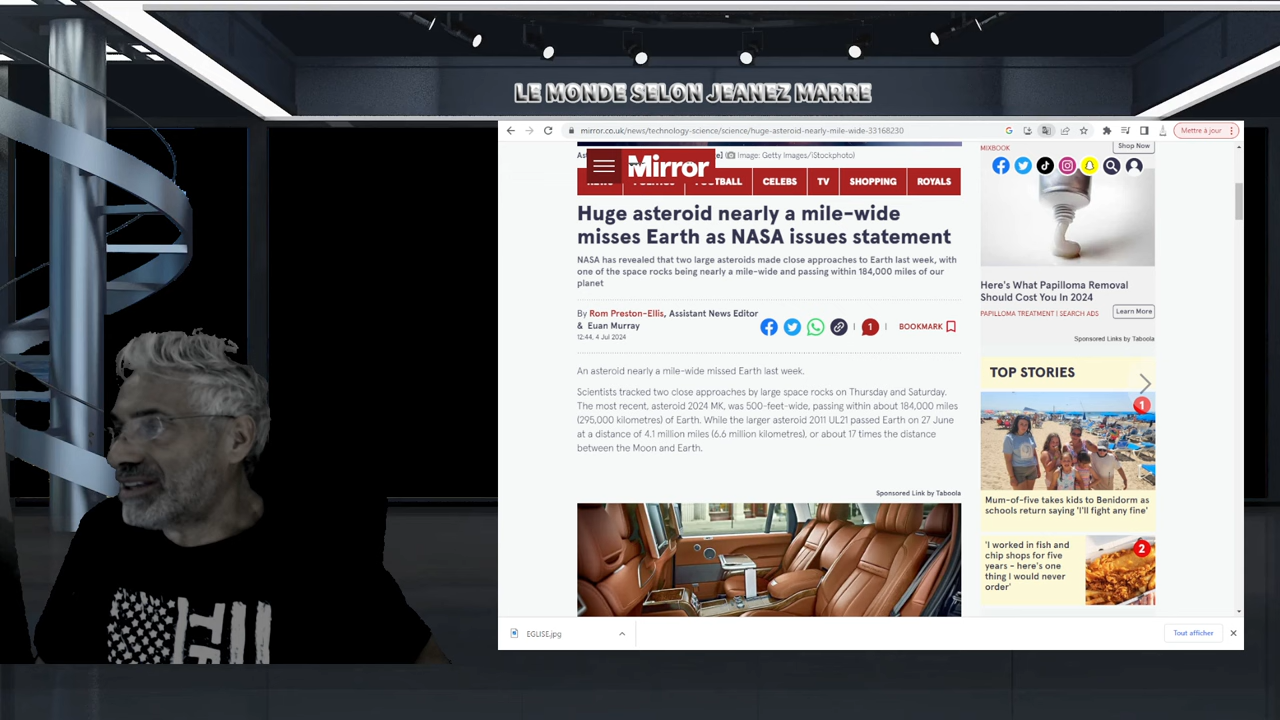 LE MONDE SELON JEANEZ MARRE
mirror.co.uk/news/technology-science/science/huge-asteroid-nearly-mile-wide-33168230
Mettre à jour
Image: Getty Images/iStockphoto)
Mirror
NEWS POLITICS FOOTBALL CELEBS TV SHOPPING ROYALS
Huge asteroid nearly a mile-wide
misses Earth as NASA issues statement
NASA has revealed that two large asteroids made close approaches to Earth last week, with
one of the space rocks being nearly a mile-wide and passing within 184,000 miles of our
planet
By Rom Preston-Ellis, Assistant News Editor
& Euan Murray
12:44, 4 Jul 2024
1
BOOKMARK
An asteroid nearly a mile-wide missed Earth last week.
Scientists tracked two close approaches by large space rocks on Thursday and Saturday.
The most recent, asteroid 2024 MK, was 500-feet-wide, passing within about 184,000 miles
(295,000 kilometres) of Earth. While the larger asteroid 2011 UL21 passed Earth on 27 June
at a distance of 4.1 million miles (6.6 million kilometres), or about 17 times the distance
between the Moon and Earth.
Sponsored Link by Taboola
MIXBOOK
Shop Now
Here's What Papilloma Removal
Should Cost You In 2024
PAPILLOMA TREATMENT | SEARCH ADS
Learn More
Sponsored Links by Taboola
TOP STORIES
1
Mum-of-five takes kids to Benidorm as
schools return saying 'I'll fight any fine'
'I worked in fish and
chip shops for five
years - here's one
thing I would never
order'
2
EGLISE.jpg
Tout afficher